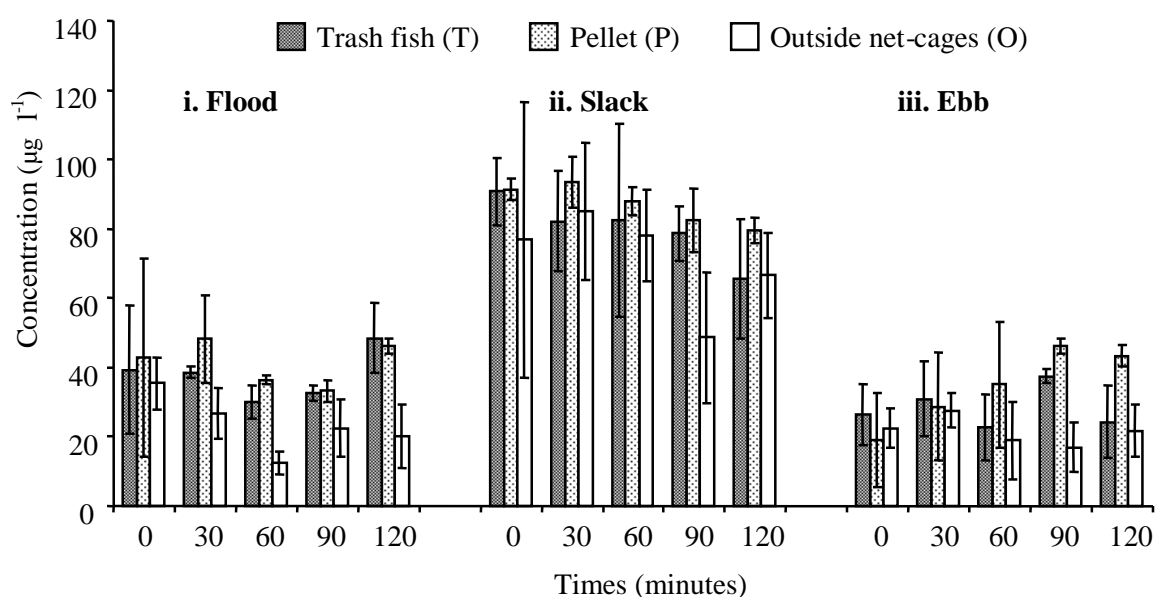 140
120
100
80
60
40
20
0
Concentration (µg l-1)
Trash fish (T) Pellet (P) Outside net-cages (O)
i. Flood ii. Slack iii. Ebb
0 30 60 90 120 0 30 60 90 120 0 30 60 90 120
Times (minutes)